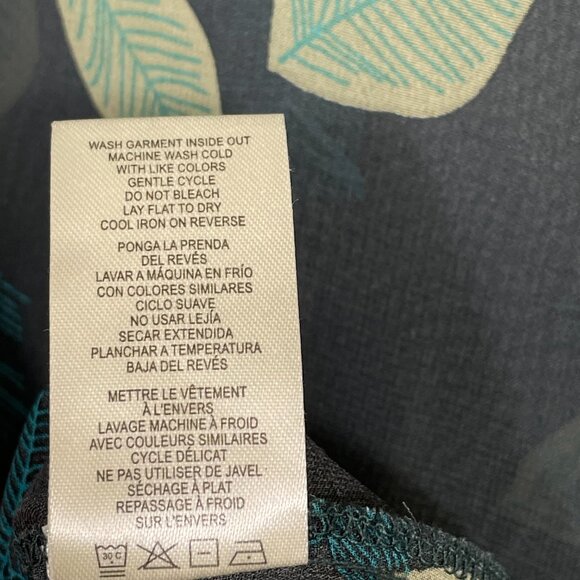 WASH GARMENT INSIDE OUT
MACHINE WASH COLD
WITH LIKE COLORS
GENTLE CYCLE
DO NOT BLEACH
LAY FLAT TO DRY
COOL IRON ON REVERSE
PONGA LA PRENDA
DEL REVÉS
LAVAR A MÁQUINA EN FRÍO
CON COLORES SIMILARES
CICLO SUAVE
NO USAR LEJÍA
SECAR EXTENDIDA
PLANCHAR A TEMPERATURA
BAJA DEL REVÉS
METTRE LE VÊTEMENT
À L'ENVERS
LAVAGE MACHINE À FROID
AVEC COULEURS SIMILAIRES
CYCLE DÉLICAT
NE PAS UTILISER DE JAVEL
SÉCHAGE À PLAT
REPASSAGE À FROID
SUR L'ENVERS
30 C